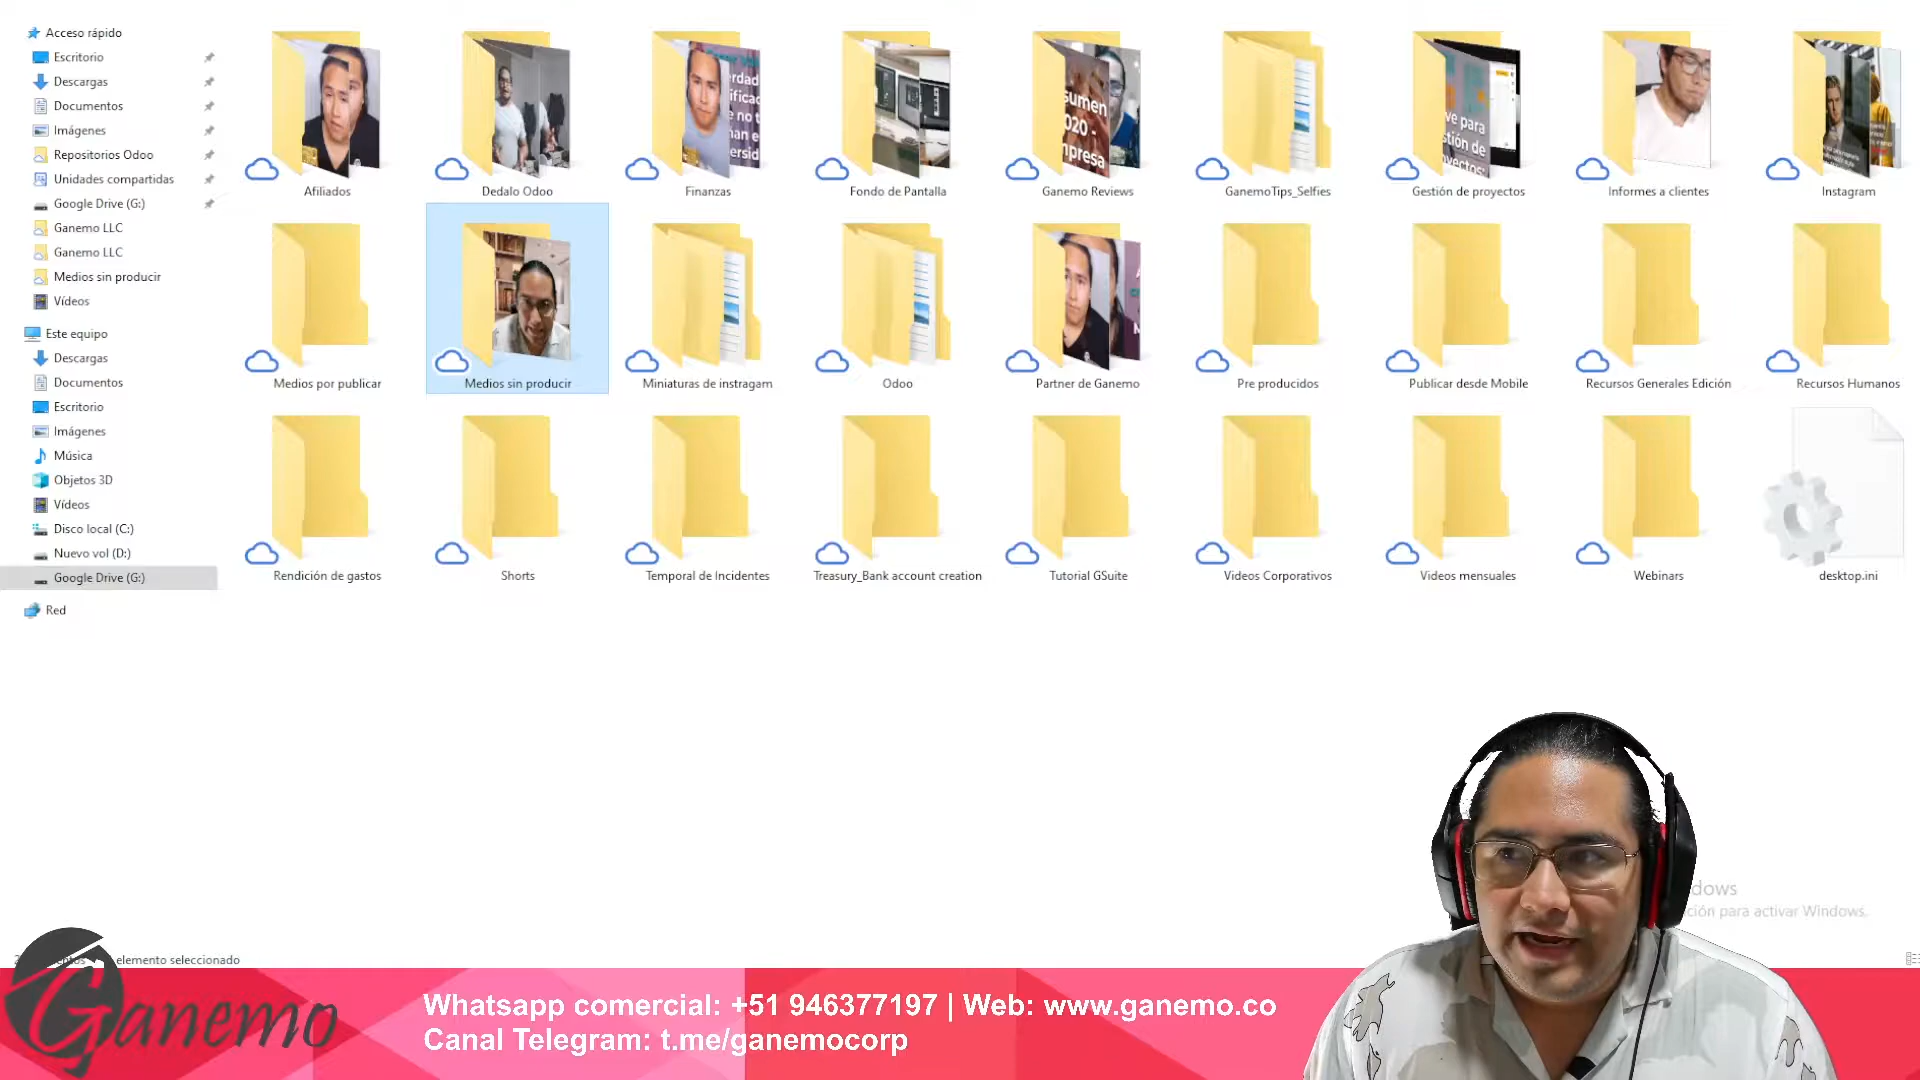 Acceso rápido
Escritorio
Descargas
Documentos
Imágenes
Repositorios Odoo
Unidades compartidas
Google Drive (G:)
Ganemo LLC
Ganemo LLC
Medios sin producir
Vídeos
Este equipo
Descargas
Documentos
Escritorio
Imágenes
Música
Objetos 3D
Vídeos
Disco local (C:)
Nuevo vol (D:)
Google Drive (G:)
Red
Afiliados
Dedalo Odoo
Finanzas
Fondo de Pantalla
Ganemo Reviews
GanemoTips_Selfies
Gestión de proyectos
Informes a clientes
Instagram
Medios por publicar
Medios sin producir
Miniaturas de instragam
Odoo
Partner de Ganemo
Pre producidos
Publicar desde Mobile
Recursos Generales Edición
Recursos Humanos
Rendición de gastos
Shorts
Temporal de Incidentes
Treasury_Bank account creation
Tutorial GSuite
Videos Corporativos
Videos mensuales
Webinars
desktop.ini
dows
ción para activar Windows.
elemento seleccionado
Ganemo
Whatsapp comercial: +51 946377197 | Web: www.ganemo.co
Canal Telegram: t.me/ganemocorp